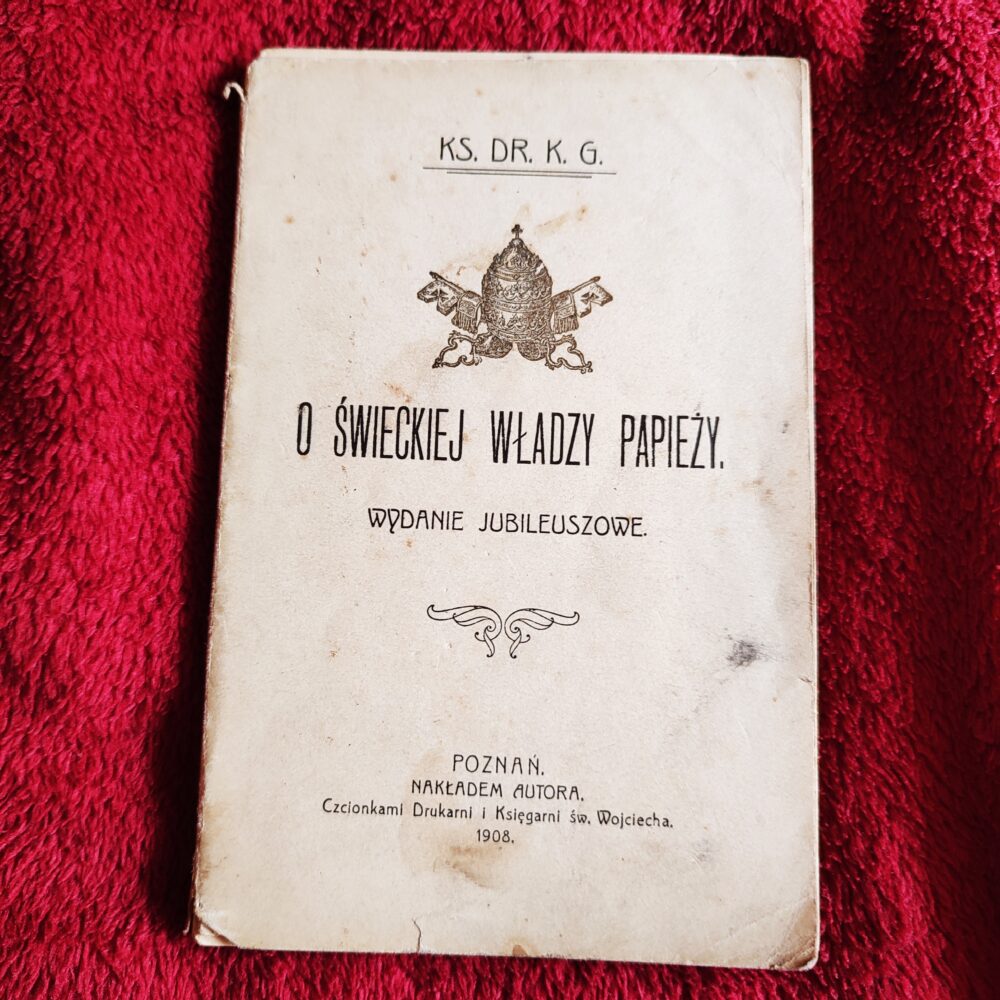 KS. DR. K. G.
O ŚWIECKIEJ WŁADZY PAPIEŻY.
WYDANIE JUBILEUSZOWE.
POZNAŃ.
NAKŁADEM AUTORA.
Czcionkami Drukarni i Księgarni św. Wojciecha.
1908.